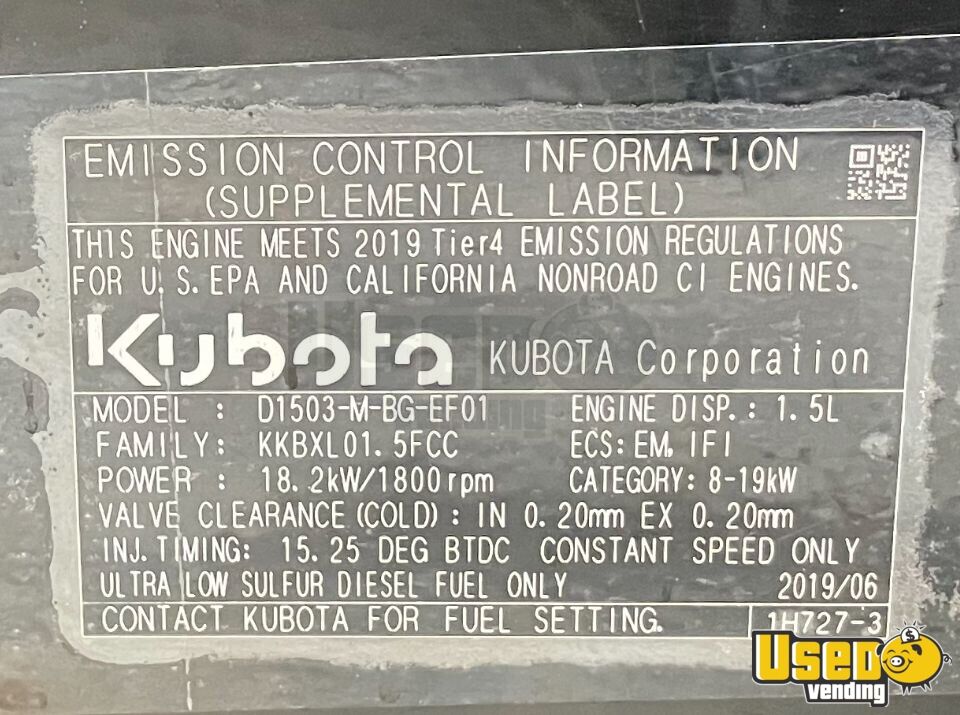 EMISSION CONTROL INFORMATION
(SUPPLEMENTAL LABEL)
THIS ENGINE MEETS 2019 Tier4 EMISSION REGULATIONS
FOR U.S.EPA AND CALIFORNIA NONROAD CI ENGINES.
Kubota KUBOTA Corporation
MODEL : D1503-M-BG-EF01 ENGINE DISP.: 1.5L
FAMILY: KKBXL01.5FCC ECS: EM, IFI
POWER : 18.2kW/1800rpm CATEGORY: 8-19kW
VALVE CLEARANCE (COLD) : IN 0.20mm EX 0.20mm
INJ.TIMING: 15.25 DEG BTDC CONSTANT SPEED ONLY
ULTRA LOW SULFUR DIESEL FUEL ONLY 2019/06
CONTACT KUBOTA FOR FUEL SETTING. 1H727-3
Used
vending